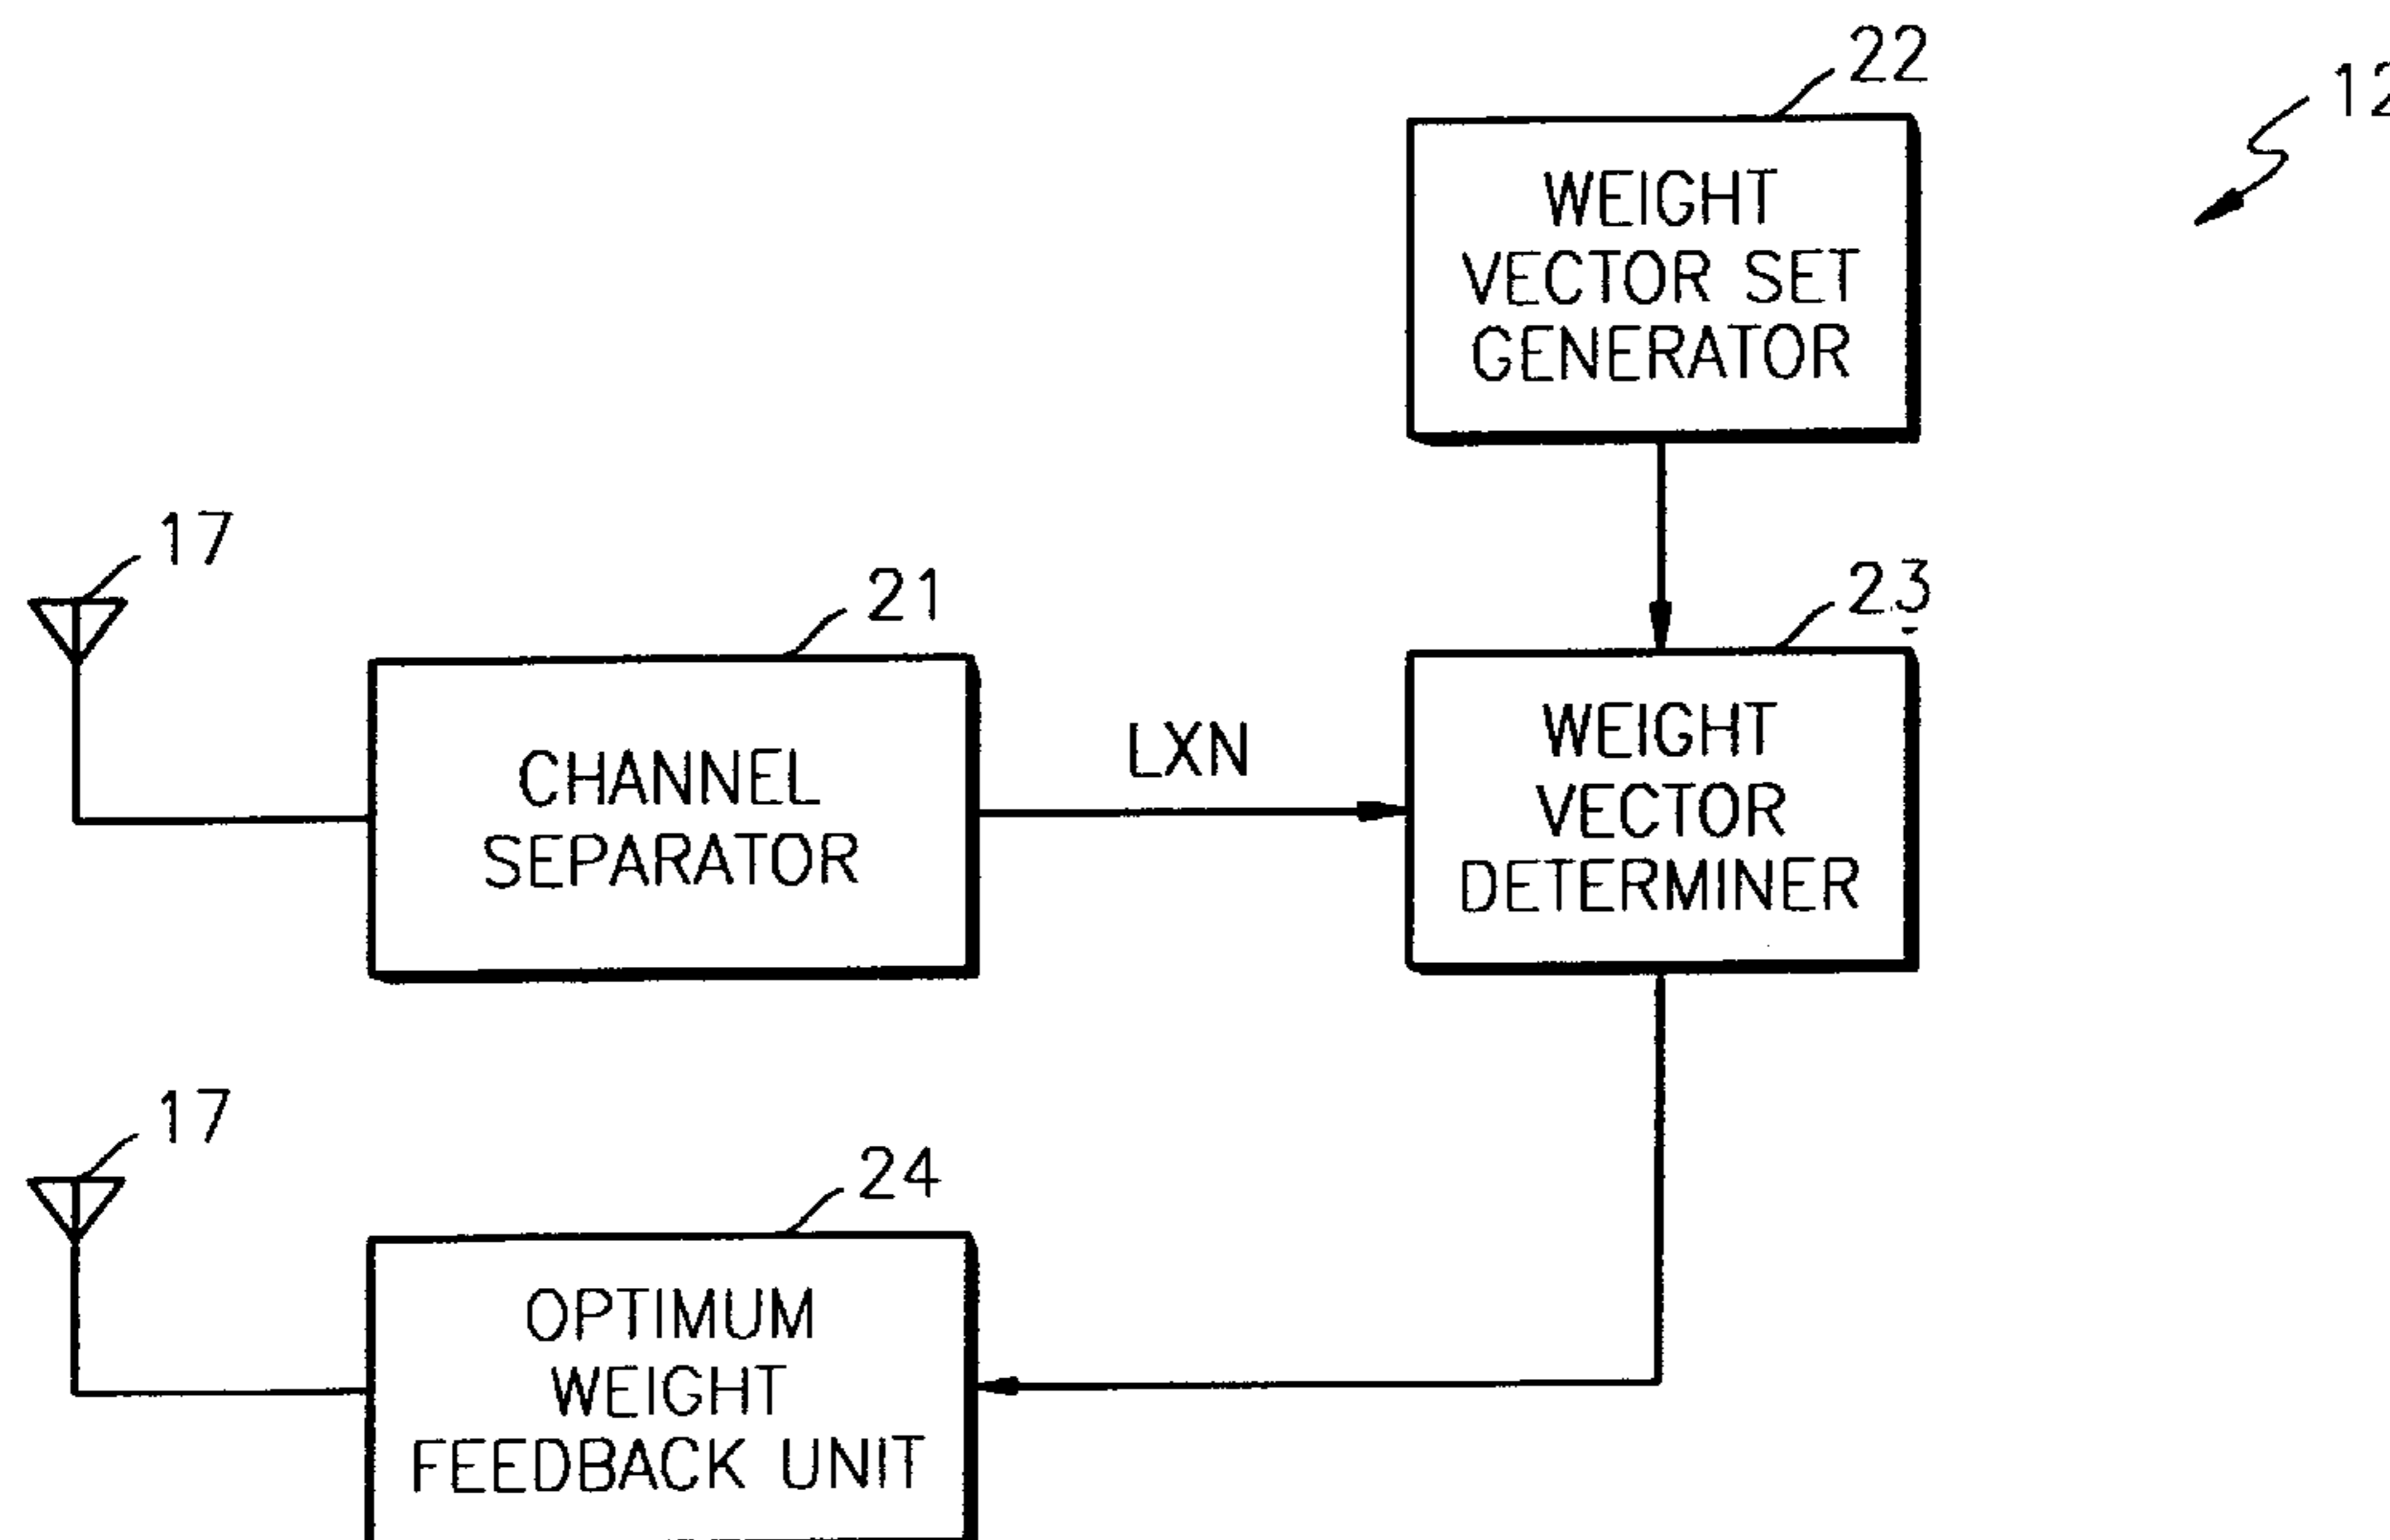 22
12
WEIGHT
VECTOR SET
GENERATOR
17
21
23
CHANNEL
SEPARATOR
LXN
WEIGHT
VECTOR
DETERMINER
17
24
OPTIMUM
WEIGHT
FEEDBACK UNIT